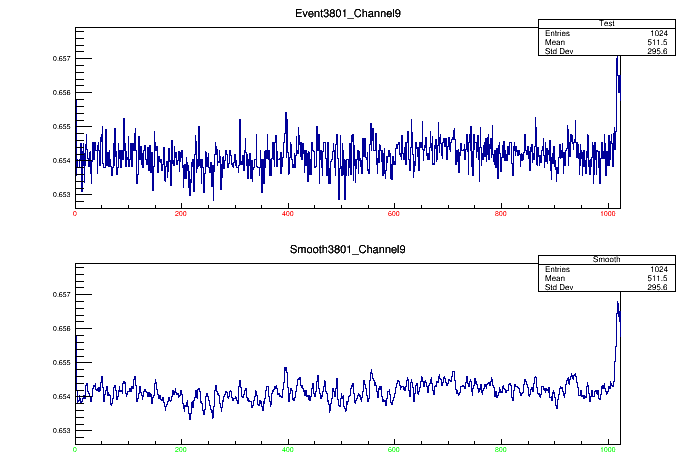 Event3801_Channel9
Test
Entries 1024
Mean 511.5
Std Dev 295.6
0.657
0.656
0.655
0.654
0.653
0 200 400 600 800 1000
Smooth3801_Channel9
Smooth
Entries 1024
Mean 511.5
Std Dev 295.6
0.657
0.656
0.655
0.654
0.653
0 200 400 600 800 1000